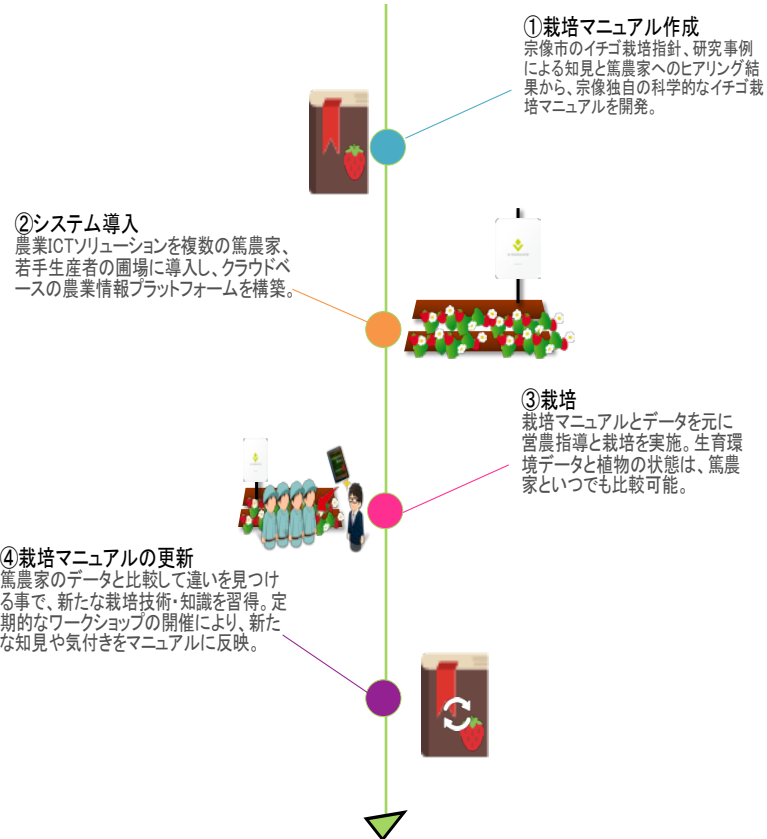 ①栽培マニュアル作成
宗像市のイチゴ栽培指針、研究事例
による知見と篤農家へのヒアリング結
果から、宗像独自の科学的なイチゴ栽
培マニュアルを開発。
②システム導入
農業ICTソリューションを複数の篤農家、
若手生産者の圃場に導入し、クラウドベ
ースの農業情報プラットフォームを構築。
③栽培
栽培マニュアルとデータを元に
営農指導と栽培を実施。生育環
境データと植物の状態は、篤農
家といつでも比較可能。
④栽培マニュアルの更新
篤農家のデータと比較して違いを見つけ
る事で、新たな栽培技術・知識を習得。定
期的なワークショップの開催により、新た
な知見や気付きをマニュアルに反映。